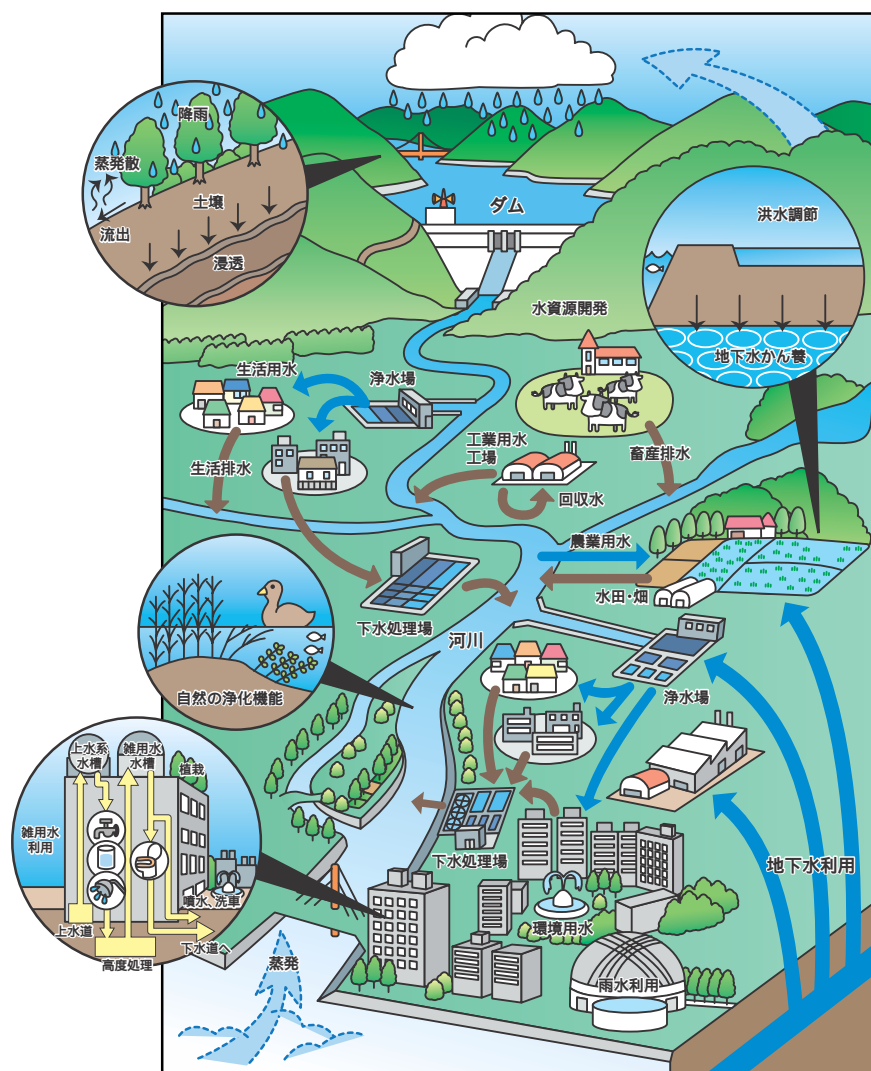 降雨
蒸発散
土壌
流出
浸透
ダム
洪水調節
地下水かん養
水資源開発
生活用水
浄水場
生活排水
工業用水
工場
回収水
畜産排水
農業用水
水田・畑
下水処理場
河川
自然の浄化機能
浄水場
上水系
水槽
雑用水
水槽
植栽
雑用水
利用
噴水、洗車
上水道
下水道へ
高度処理
下水処理場
地下水利用
環境用水
雨水利用
蒸発